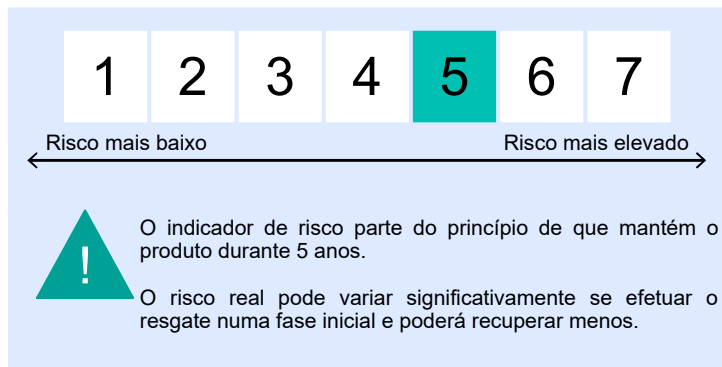 1 2 3 4 5 6 7
Risco mais baixo Risco mais elevado
!
O indicador de risco parte do princípio de que mantém o
produto durante 5 anos.
O risco real pode variar significativamente se efetuar o
resgate numa fase inicial e poderá recuperar menos.